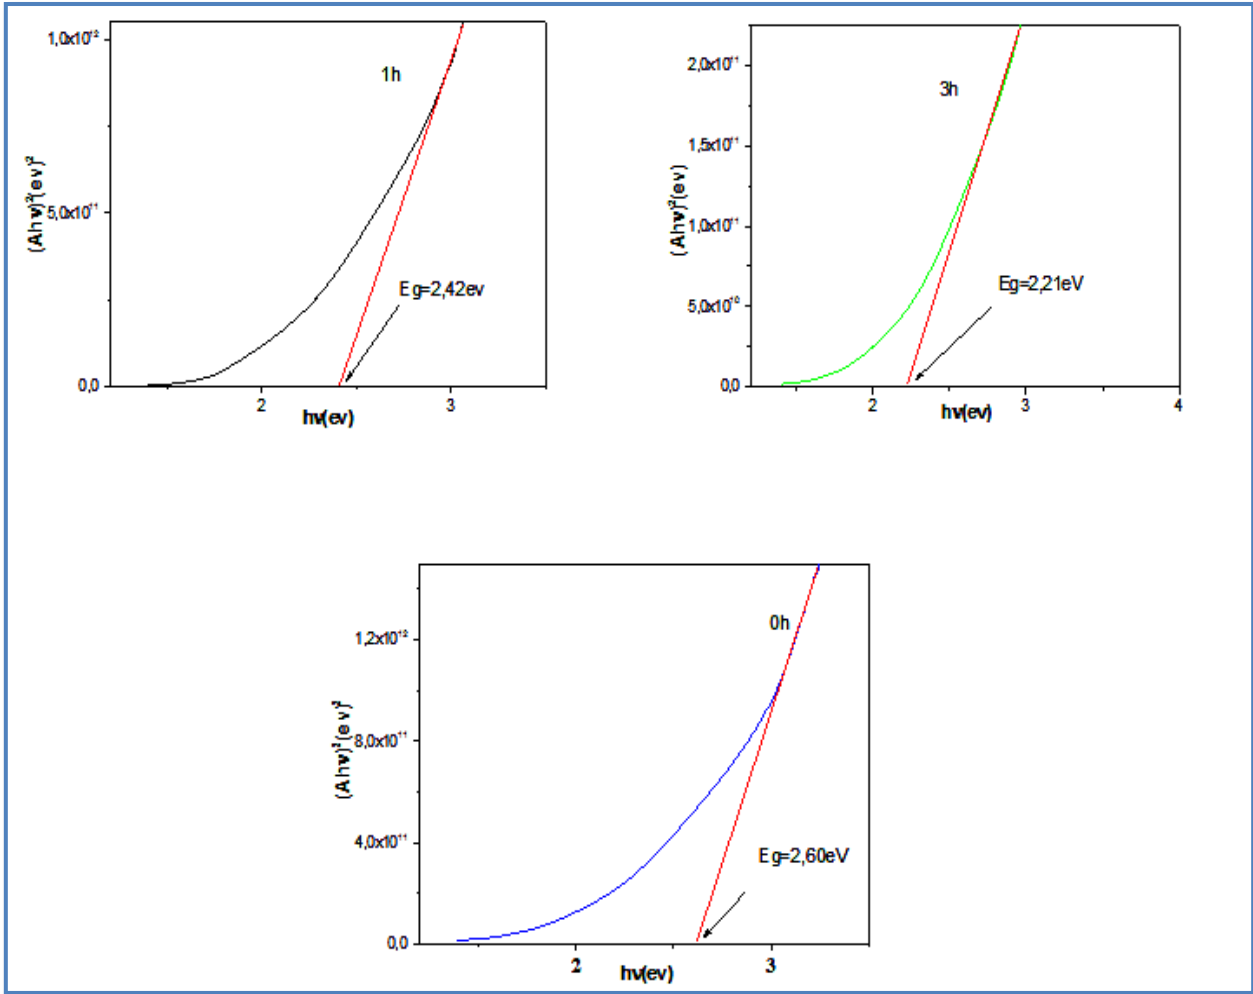 1,0x10¹²
1h
(Ahν)²(ev)²
5,0x10¹¹
Eg=2,42ev
0,0
2
3
hν(ev)
2,0x10¹¹
3h
1,5x10¹¹
(Ahν)²(ev)
1,0x10¹¹
Eg=2,21eV
5,0x10¹⁰
0,0
2
3
4
hν(ev)
0h
1,2x10¹²
(Ahν)²(ev)²
8,0x10¹¹
4,0x10¹¹
Eg=2,60eV
0,0
2
3
hν(ev)